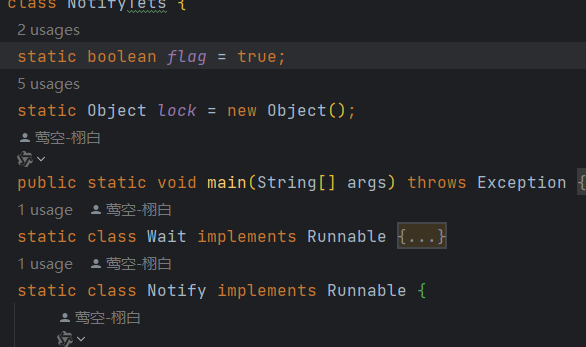 class NotifyTets {
2 usages
static boolean flag = true;
5 usages
static Object lock = new Object();
莺空-栩白
public static void main(String[] args) throws Exception {
1 usage 莺空-栩白
static class Wait implements Runnable {...}
1 usage 莺空-栩白
static class Notify implements Runnable {
莺空-栩白